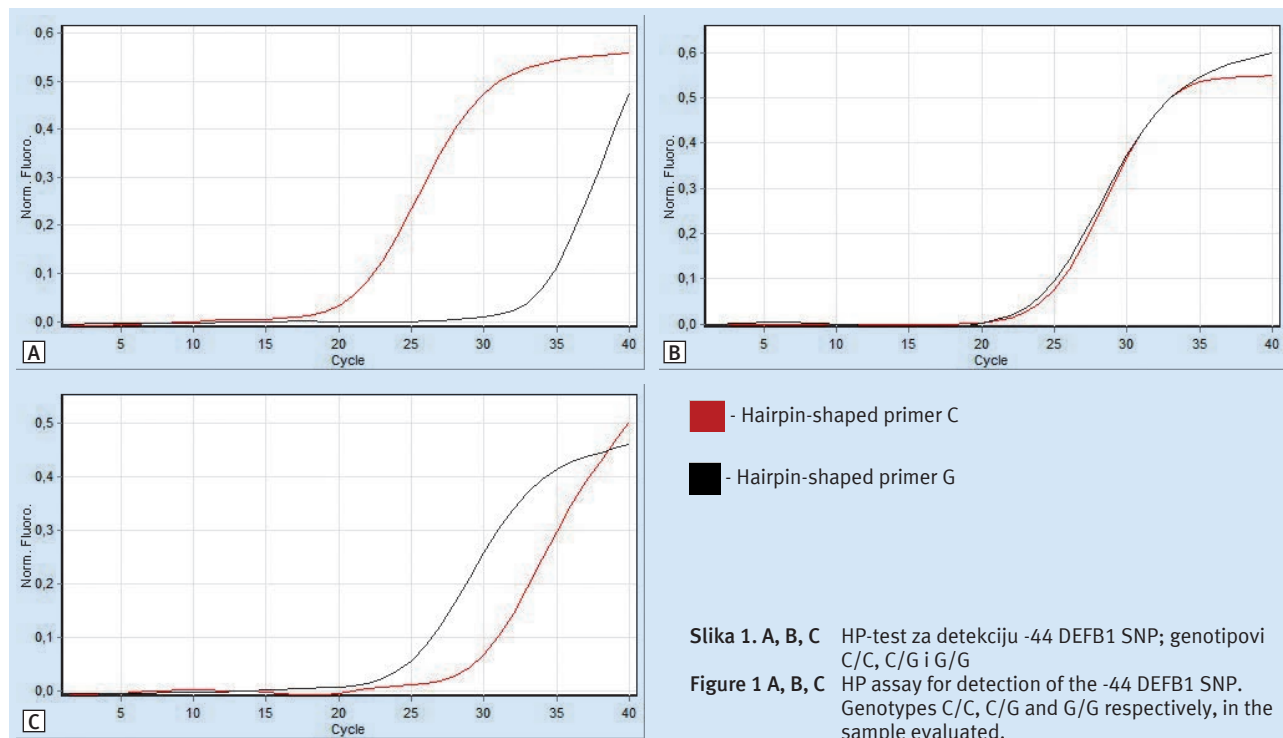 0,6
0,5
0,4
0,3
0,2
0,1
0,0
Norm. Fluoro.
5 10 15 20 25 30 35 40
Cycle
A
0,6
0,5
0,4
0,3
0,2
0,1
0,0
Norm. Fluoro.
5 10 15 20 25 30 35 40
Cycle
B
0,5
0,4
0,3
0,2
0,1
0,0
Norm. Fluoro.
5 10 15 20 25 30 35 40
Cycle
C
- Hairpin-shaped primer C
- Hairpin-shaped primer G
Slika 1. A, B, C HP-test za detekciju -44 DEFB1 SNP; genotipovi
C/C, C/G i G/G
Figure 1 A, B, C HP assay for detection of the -44 DEFB1 SNP.
Genotypes C/C, C/G and G/G respectively, in the
sample evaluated.